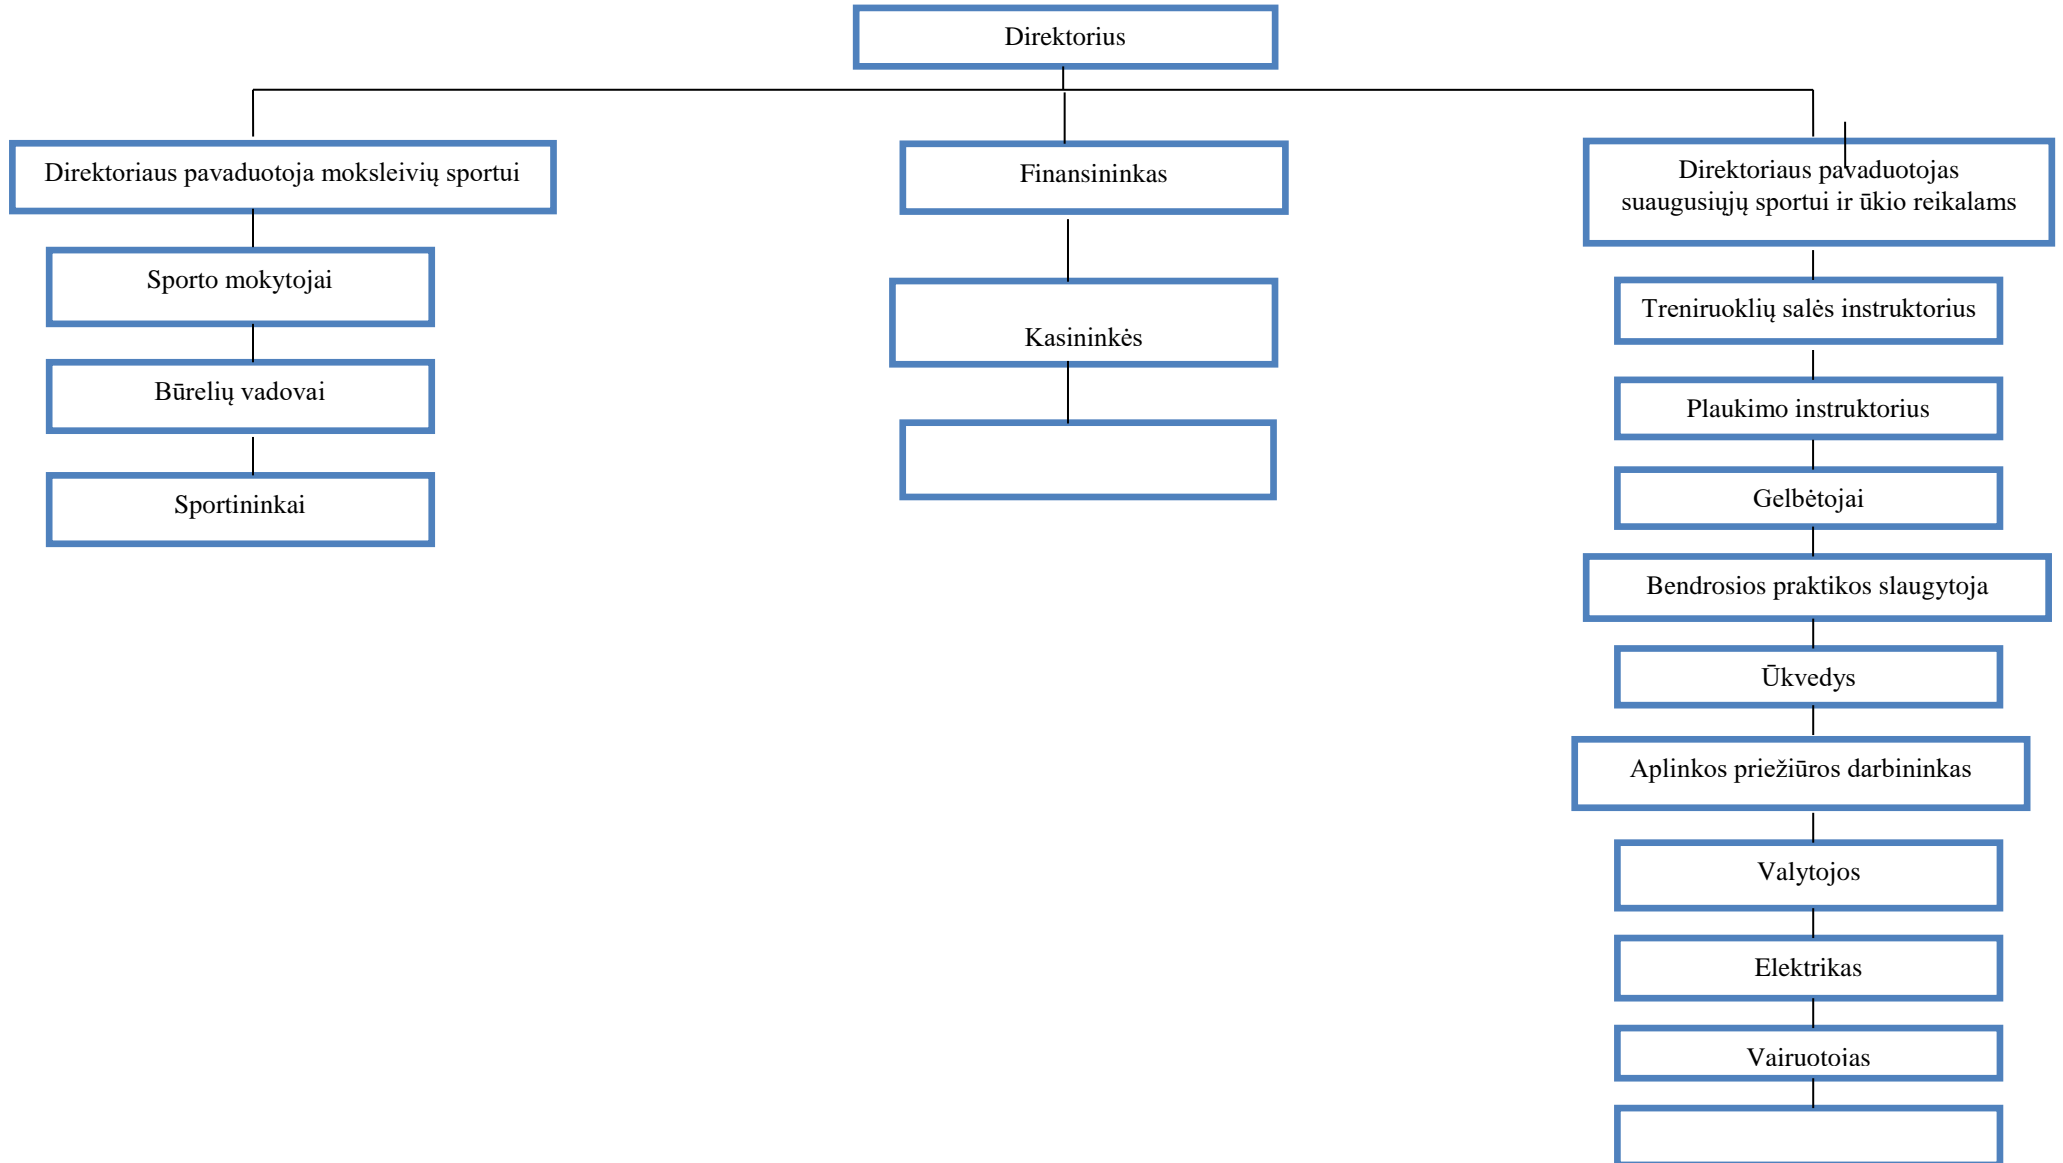 Direktorius
Direktoriaus pavaduotoja moksleivių sportui
Sporto mokytojai
Būrelių vadovai
Sportininkai
Finansininkas
Kasininkės
Direktoriaus pavaduotojas
suaugusiųjų sportui ir ūkio reikalams
Treniruoklių salės instruktorius
Plaukimo instruktorius
Gelbėtojai
Bendrosios praktikos slaugytoja
Ūkvedys
Aplinkos priežiūros darbininkas
Valytojos
Elektrikas
Vairuotojas